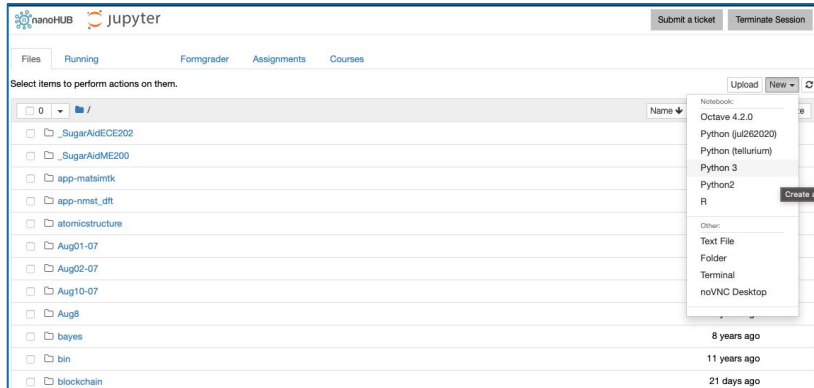 nanoHUB jupyter Submit a ticket Terminate Session
Files Running Formgrader Assignments Courses
Select items to perform actions on them. Upload New
0 / Name
Notebook:
_SugarAidECE202 Octave 4.2.0
Python (jul262020)
_SugarAidME200 Python (tellurium)
app-matsimtk Python 3
app-nmst_dft Python2
Create a
atomicstructure R
Other:
Aug01-07 Text File
Aug02-07 Folder
Terminal
Aug10-07 noVNC Desktop
Aug8
bayes 8 years ago
bin 11 years ago
blockchain 21 days ago